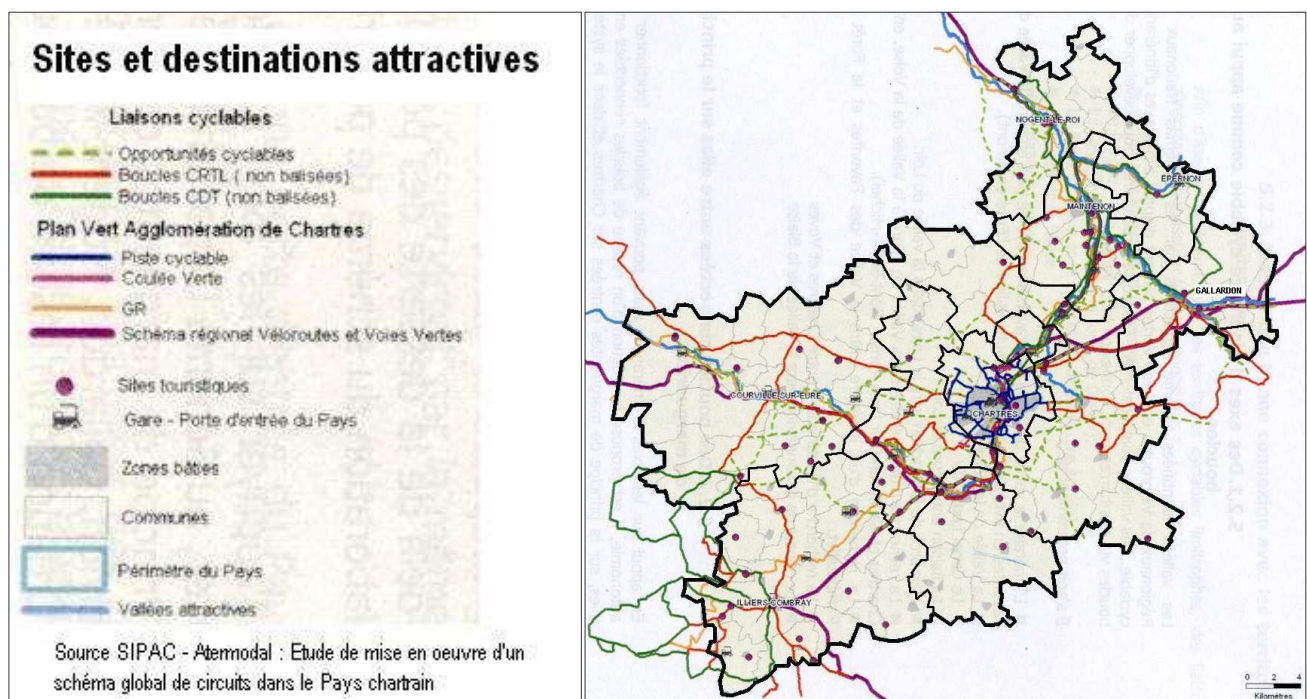 Sites et destinations attractives
Liaisons cyclables
Opportunités cyclables
Boucles CRTL ( non balisées)
Boucles CDT (non balisées)
Plan Vert Agglomération de Chartres
Piste cyclable
Coulée Verte
GR
Schéma régional Véloroutes et Voies Vertes
Sites touristiques
Gare - Porte d'entrée du Pays
Zones bâties
Communes
Périmètre du Pays
Vallées attractives
Source SIPAC - Atermodal : Etude de mise en oeuvre d'un
schéma global de circuits dans le Pays chartrain
NOGENT-LE-ROI
EPERNON
MAINTENON
GALLARDON
COURVILLE-SUR-EURE
CHARTRES
ILLIERS-COMBRAY
0 2 4
Kilomètres